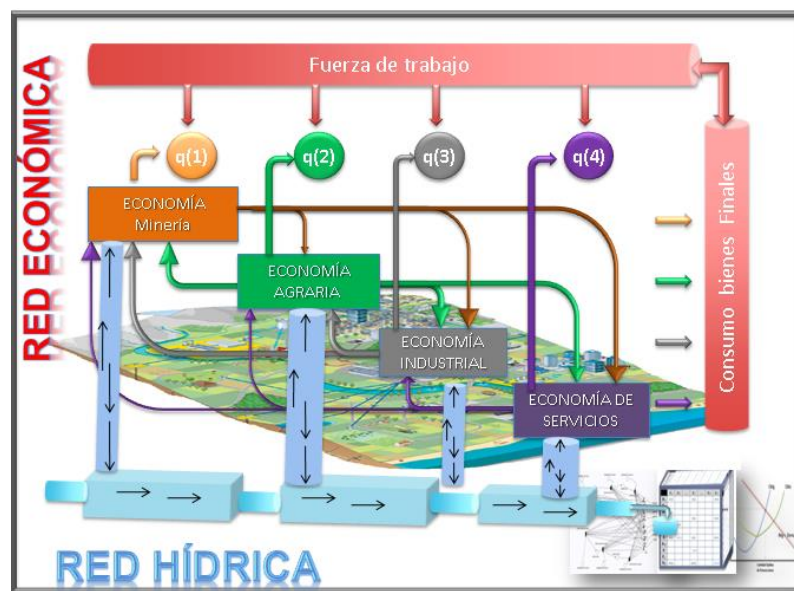 RED ECONÓMICA
Fuerza de trabajo
q(1)
q(2)
q(3)
q(4)
ECONOMÍA
Minería
ECONOMÍA
AGRARIA
ECONOMÍA
INDUSTRIAL
ECONOMÍA DE
SERVICIOS
Consumo bienes Finales
RED HÍDRICA